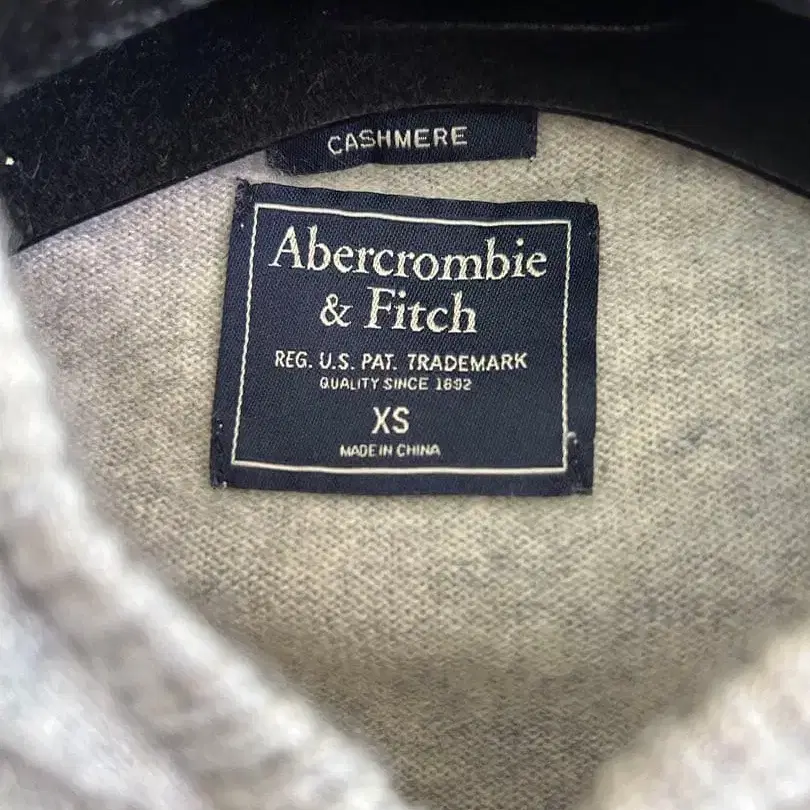 CASHMERE
Abercrombie
& Fitch
REG. U.S. PAT. TRADEMARK
QUALITY SINCE 1892
XS
MADE IN CHINA